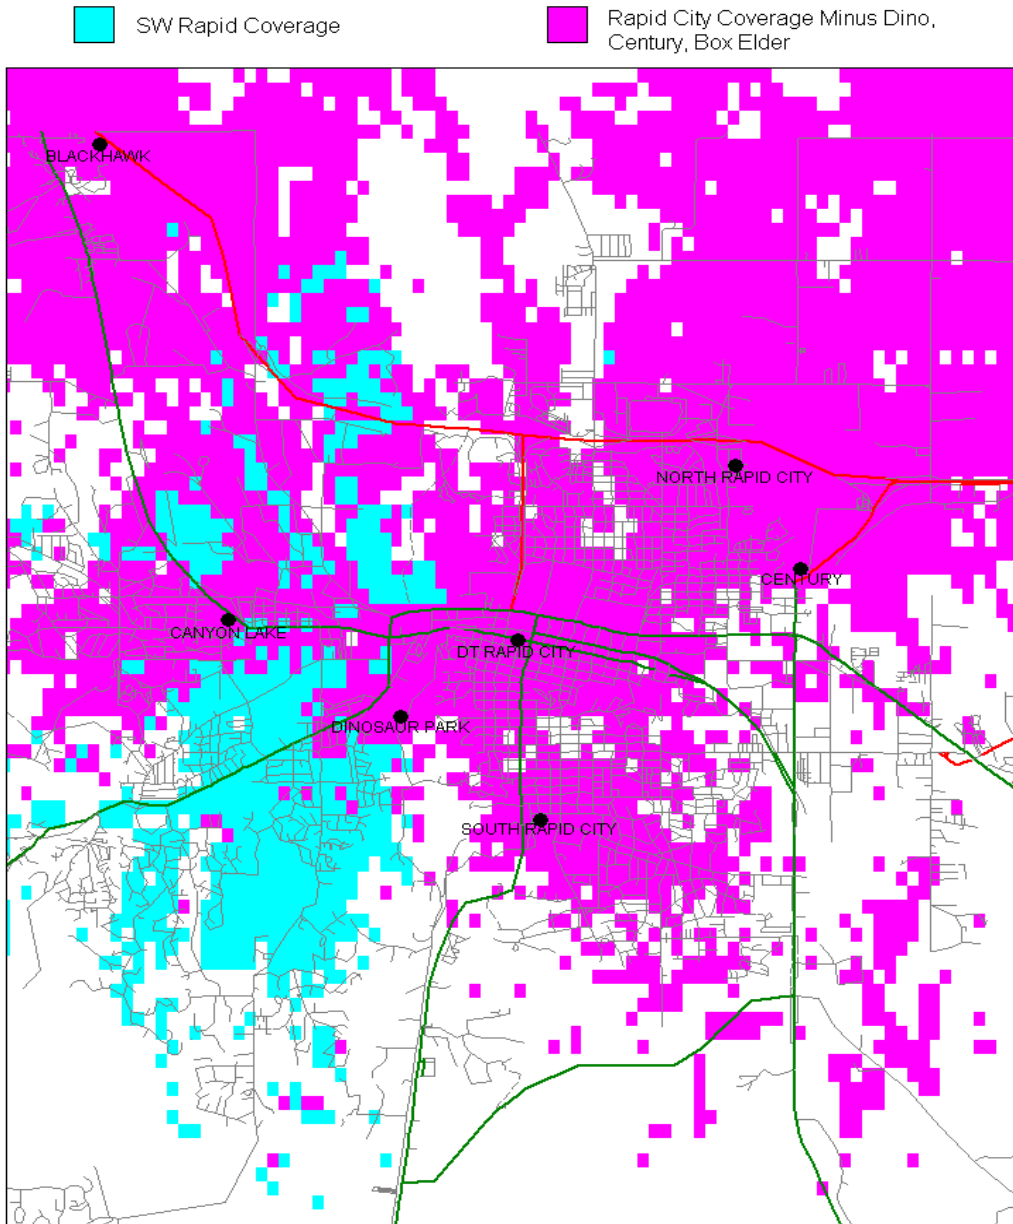 SW Rapid Coverage
Rapid City Coverage Minus Dino,
Century, Box Elder
BLACKHAWK
NORTH RAPID CITY
CENTURY
CANYON LAKE
DT RAPID CITY
DINOSAUR PARK
SOUTH RAPID CITY